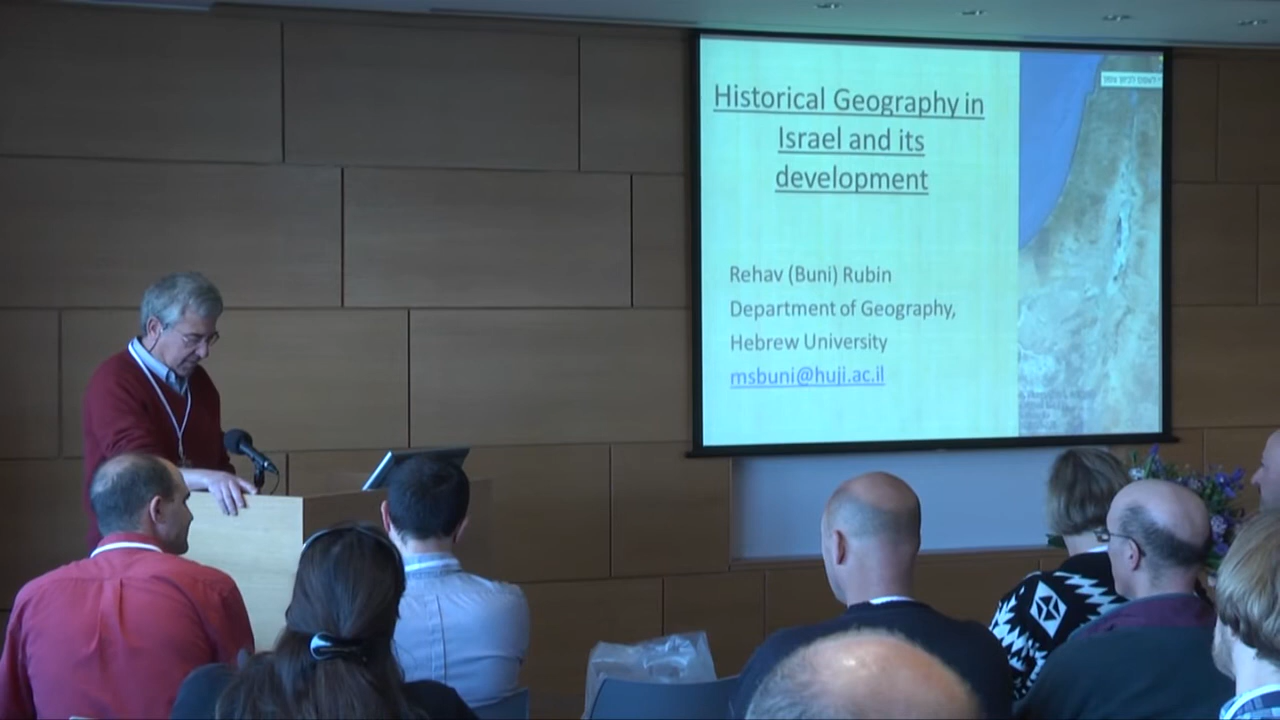 Historical Geography in
Israel and its
development
Rehav (Buni) Rubin
Department of Geography,
Hebrew University
msbuni@huji.ac.il